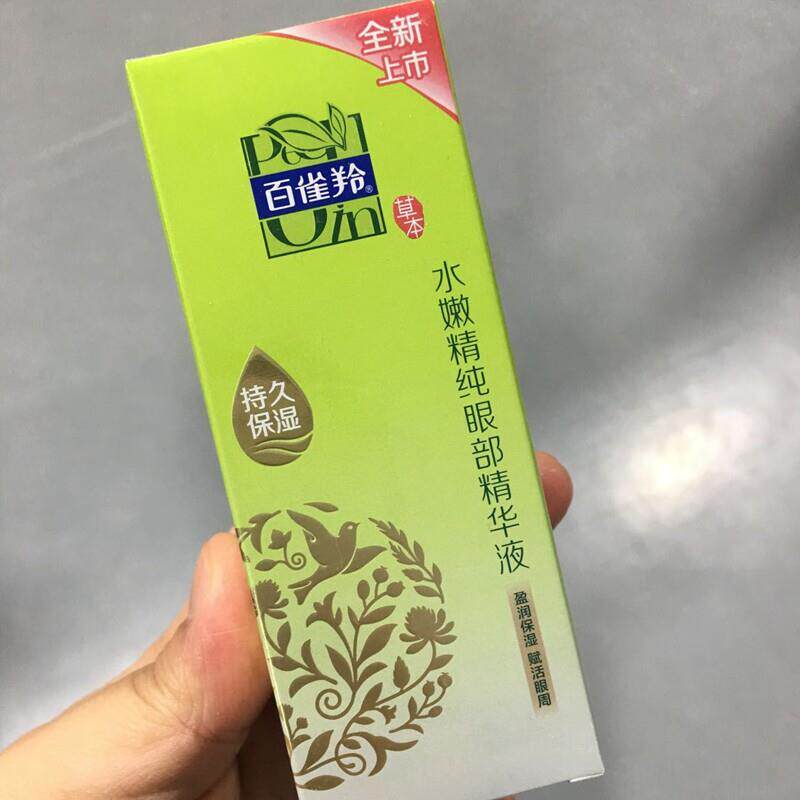 全新
上市
Pechoin
百雀羚®
草本
水嫩精纯眼部精华液
持久
保湿
盈润保湿 赋活眼周